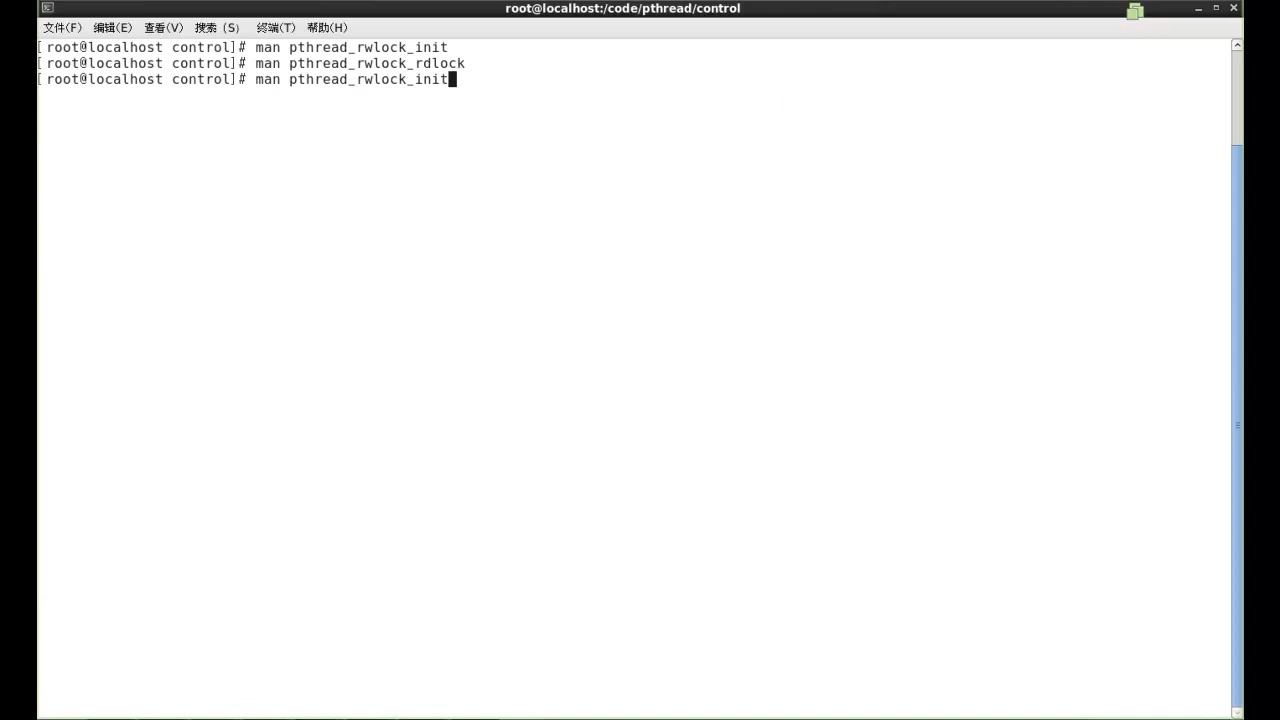 root@localhost:/code/pthread/control
文件(F) 编辑(E) 查看(V) 搜索 (S) 终端(T) 帮助(H)
[root@localhost control]# man pthread_rwlock_init
[root@localhost control]# man pthread_rwlock_rdlock
[root@localhost control]# man pthread_rwlock_init